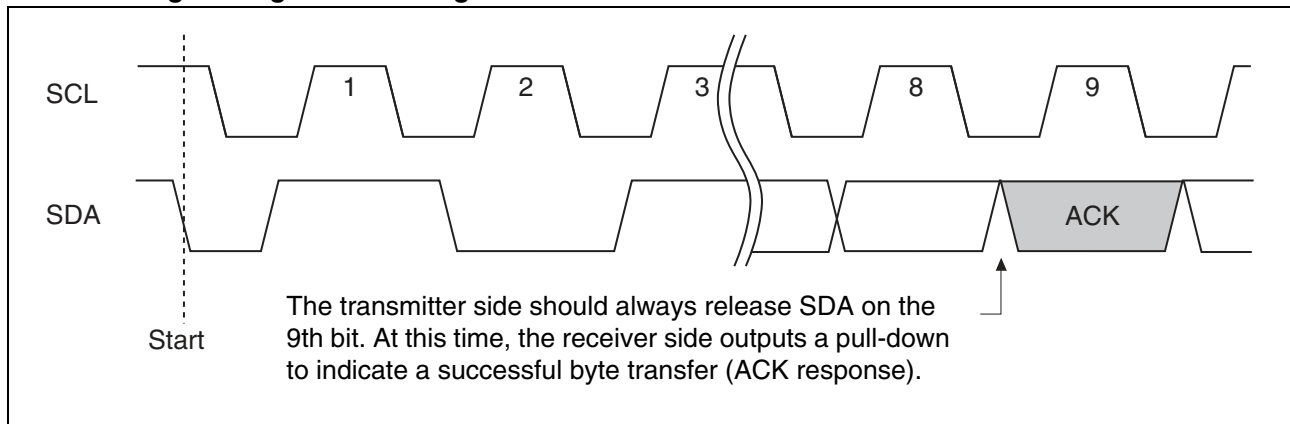 SCL
1 2 3 8 9
SDA
ACK
The transmitter side should always release SDA on the
9th bit. At this time, the receiver side outputs a pull-down
to indicate a successful byte transfer (ACK response).
Start